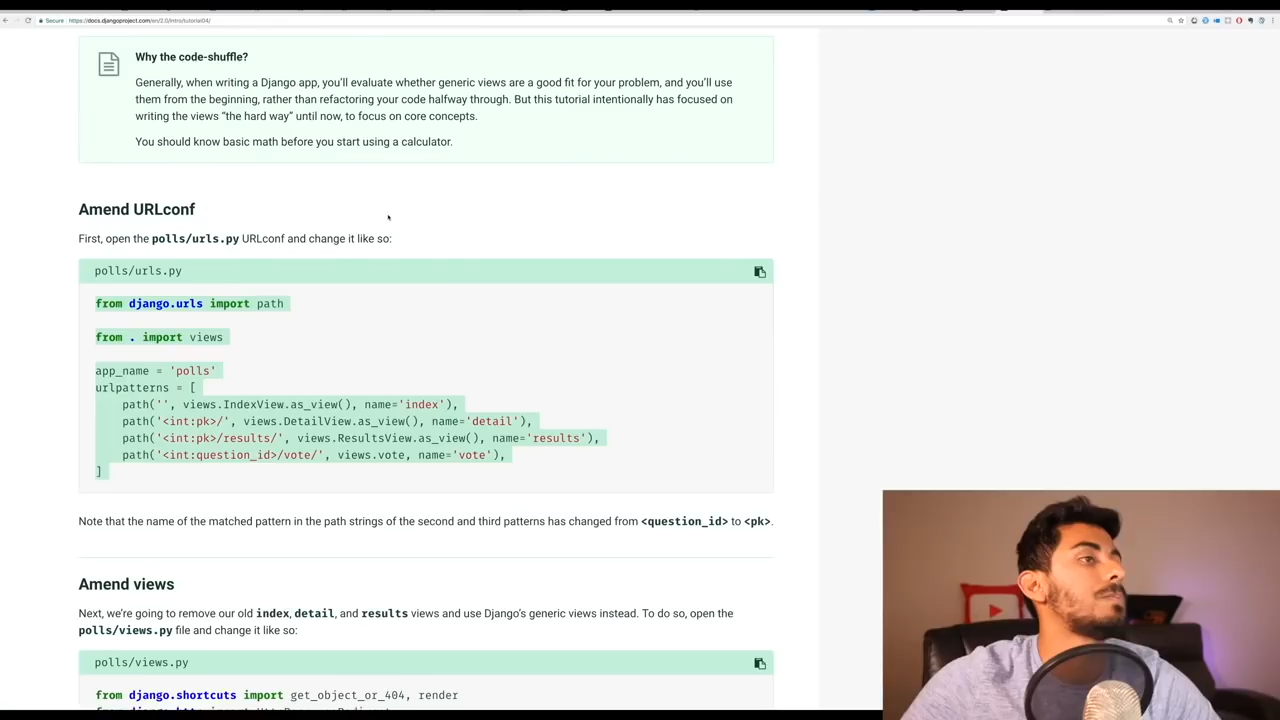 Secure | https://docs.djangoproject.com/en/2.0/intro/tutorial04/
Why the code-shuffle?
Generally, when writing a Django app, you'll evaluate whether generic views are a good fit for your problem, and you'll use
them from the beginning, rather than refactoring your code halfway through. But this tutorial intentionally has focused on
writing the views “the hard way” until now, to focus on core concepts.
You should know basic math before you start using a calculator.
Amend URLconf
First, open the polls/urls.py URLconf and change it like so:
polls/urls.py
from django.urls import path
from . import views
app_name = 'polls'
urlpatterns = [
path('', views.IndexView.as_view(), name='index'),
path('<int:pk>/', views.DetailView.as_view(), name='detail'),
path('<int:pk>/results/', views.ResultsView.as_view(), name='results'),
path('<int:question_id>/vote/', views.vote, name='vote'),
]
Note that the name of the matched pattern in the path strings of the second and third patterns has changed from <question_id> to <pk>.
Amend views
Next, we're going to remove our old index, detail, and results views and use Django's generic views instead. To do so, open the
polls/views.py file and change it like so:
polls/views.py
from django.shortcuts import get_object_or_404, render